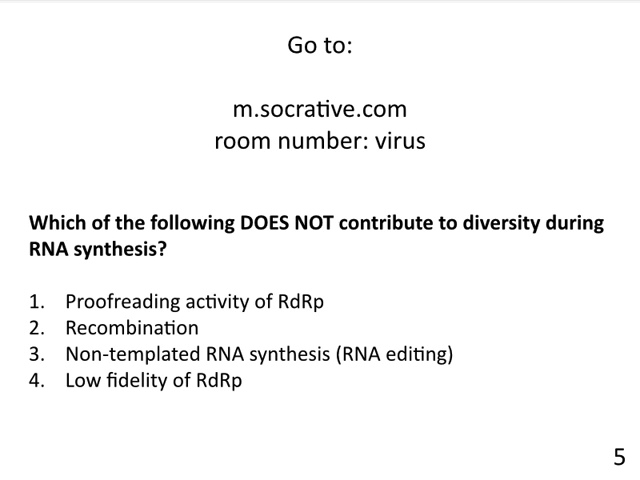 Go to:
m.socrative.com
room number: virus
Which of the following DOES NOT contribute to diversity during
RNA synthesis?
1. Proofreading activity of RdRp
2. Recombination
3. Non-templated RNA synthesis (RNA editing)
4. Low fidelity of RdRp
5